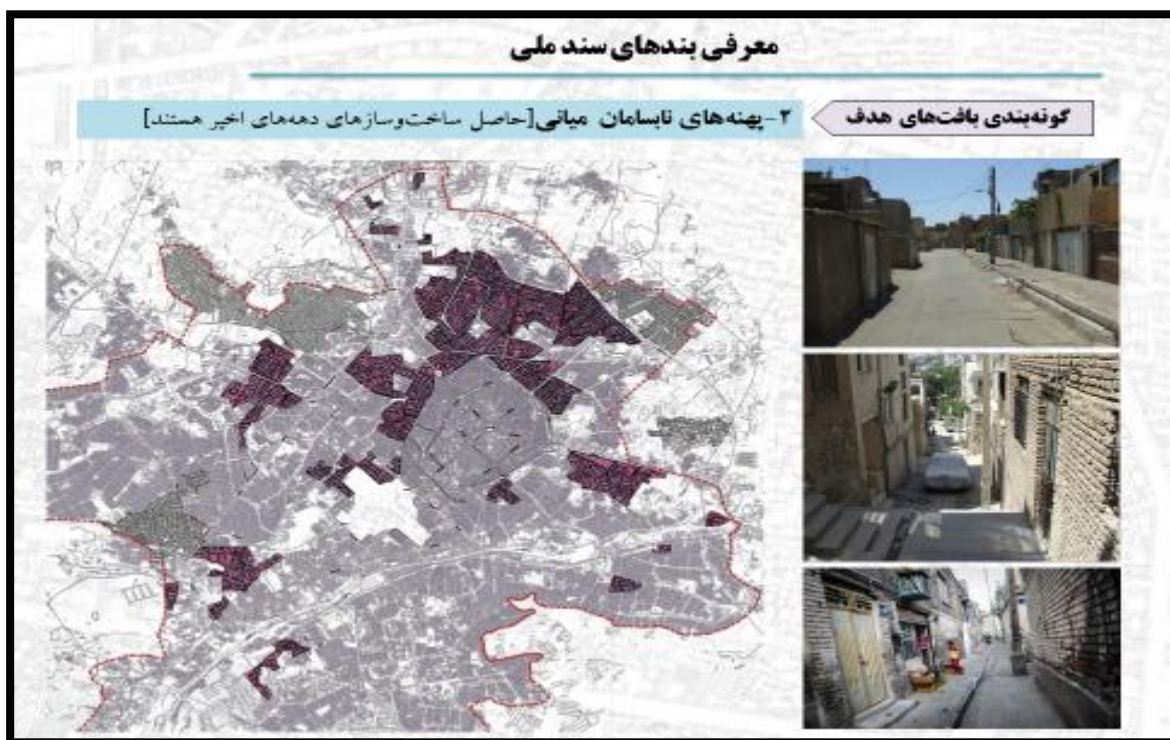 معرفی بندهای سند ملی
گونه‌بندی بافت‌های هدف
۲-پهنه‌های نابسامان میانی[حاصل ساخت‌وسازهای دهه‌های اخیر هستند]